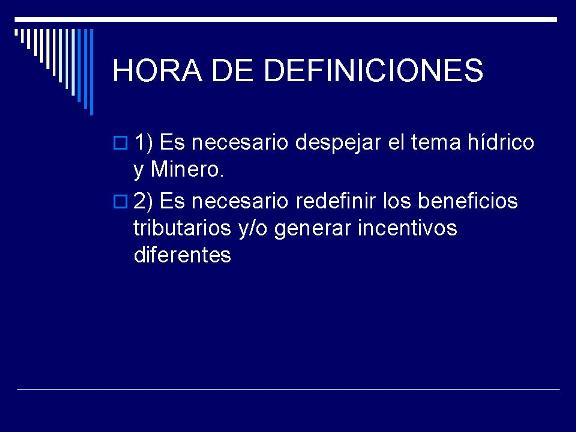 HORA DE DEFINICIONES
1) Es necesario despejar el tema hídrico
y Minero.
2) Es necesario redefinir los beneficios
tributarios y/o generar incentivos
diferentes